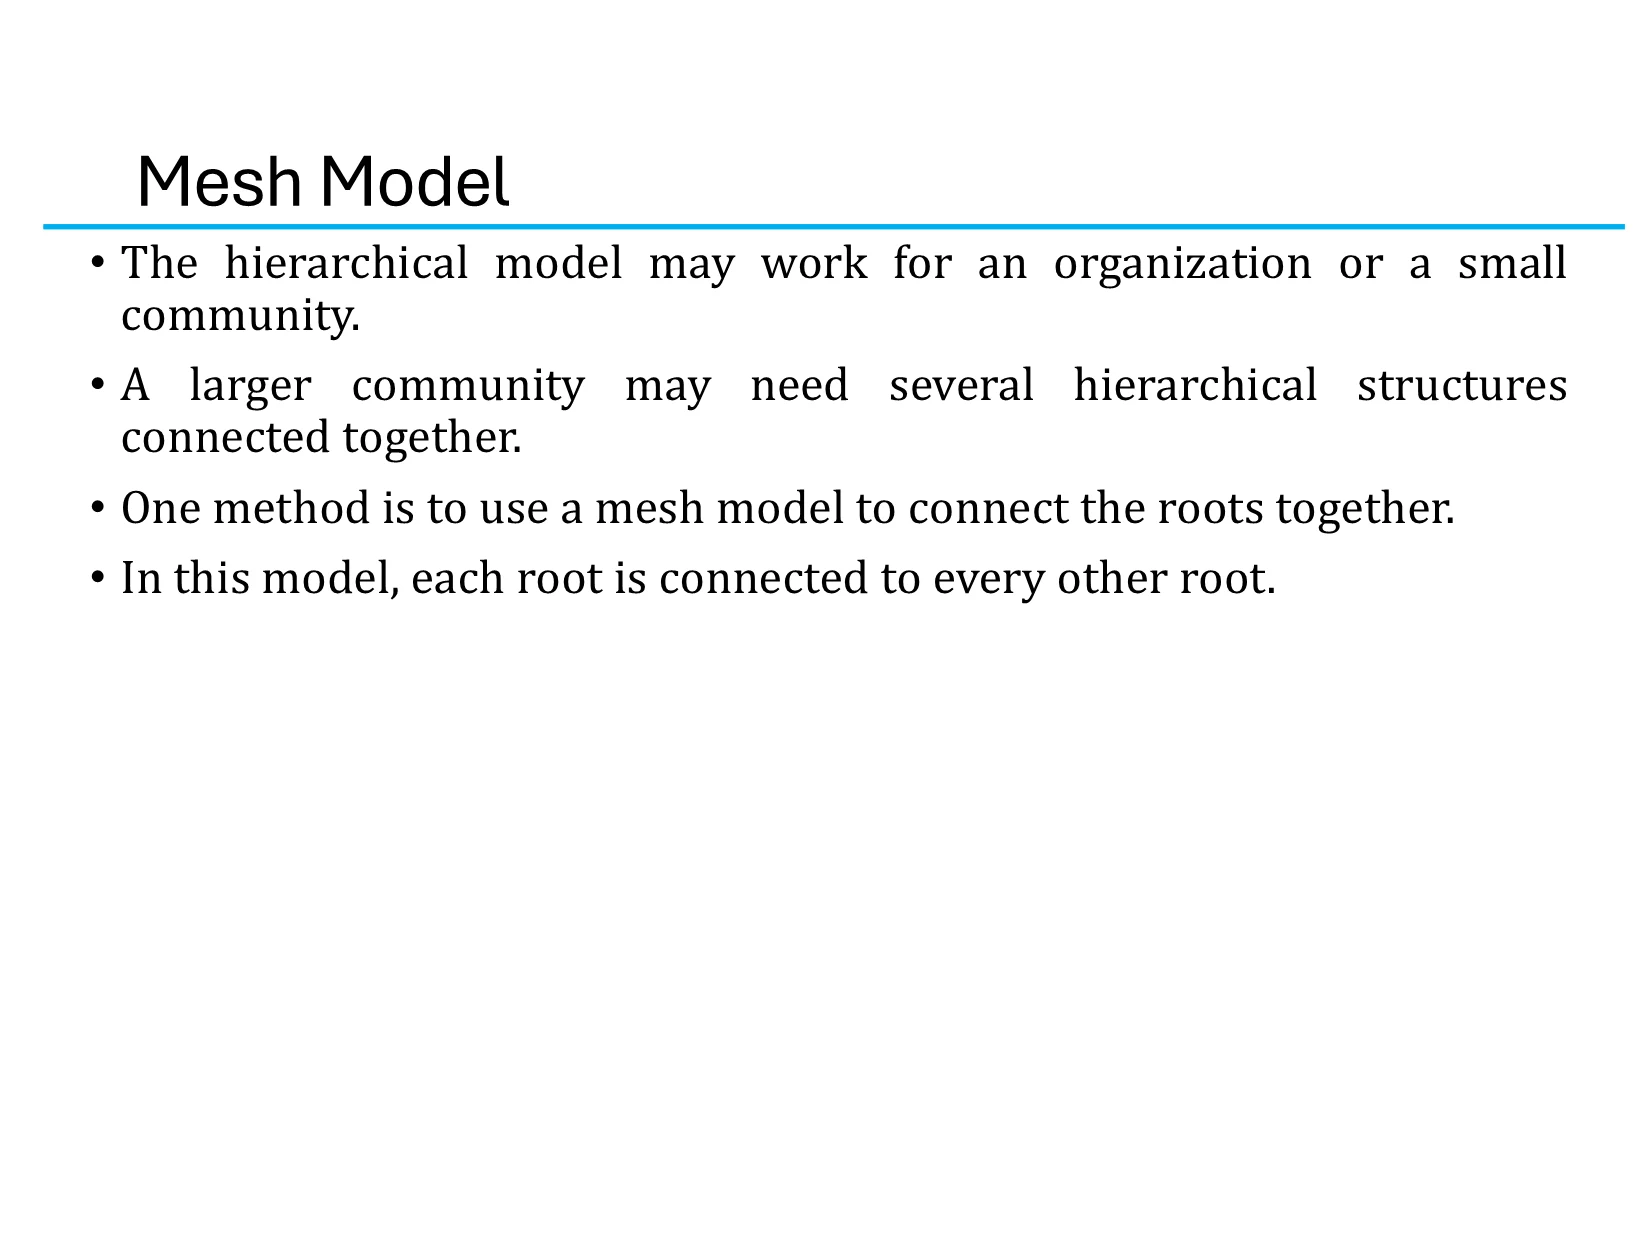 Mesh Model
• The hierarchical model may work for an organization or a small
community.
• A larger community may need several hierarchical structures
connected together.
• One method is to use a mesh model to connect the roots together.
• In this model, each root is connected to every other root.